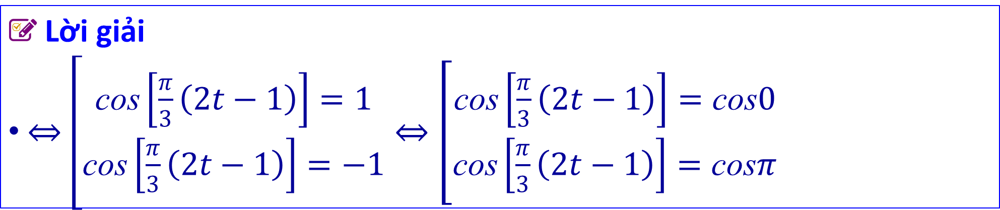 Lời giải
• ⇔ [ cos [π/3 (2t − 1)] = 1 ⇔ [ cos [π/3 (2t − 1)] = cos0
cos [π/3 (2t − 1)] = −1 cos [π/3 (2t − 1)] = cosπ